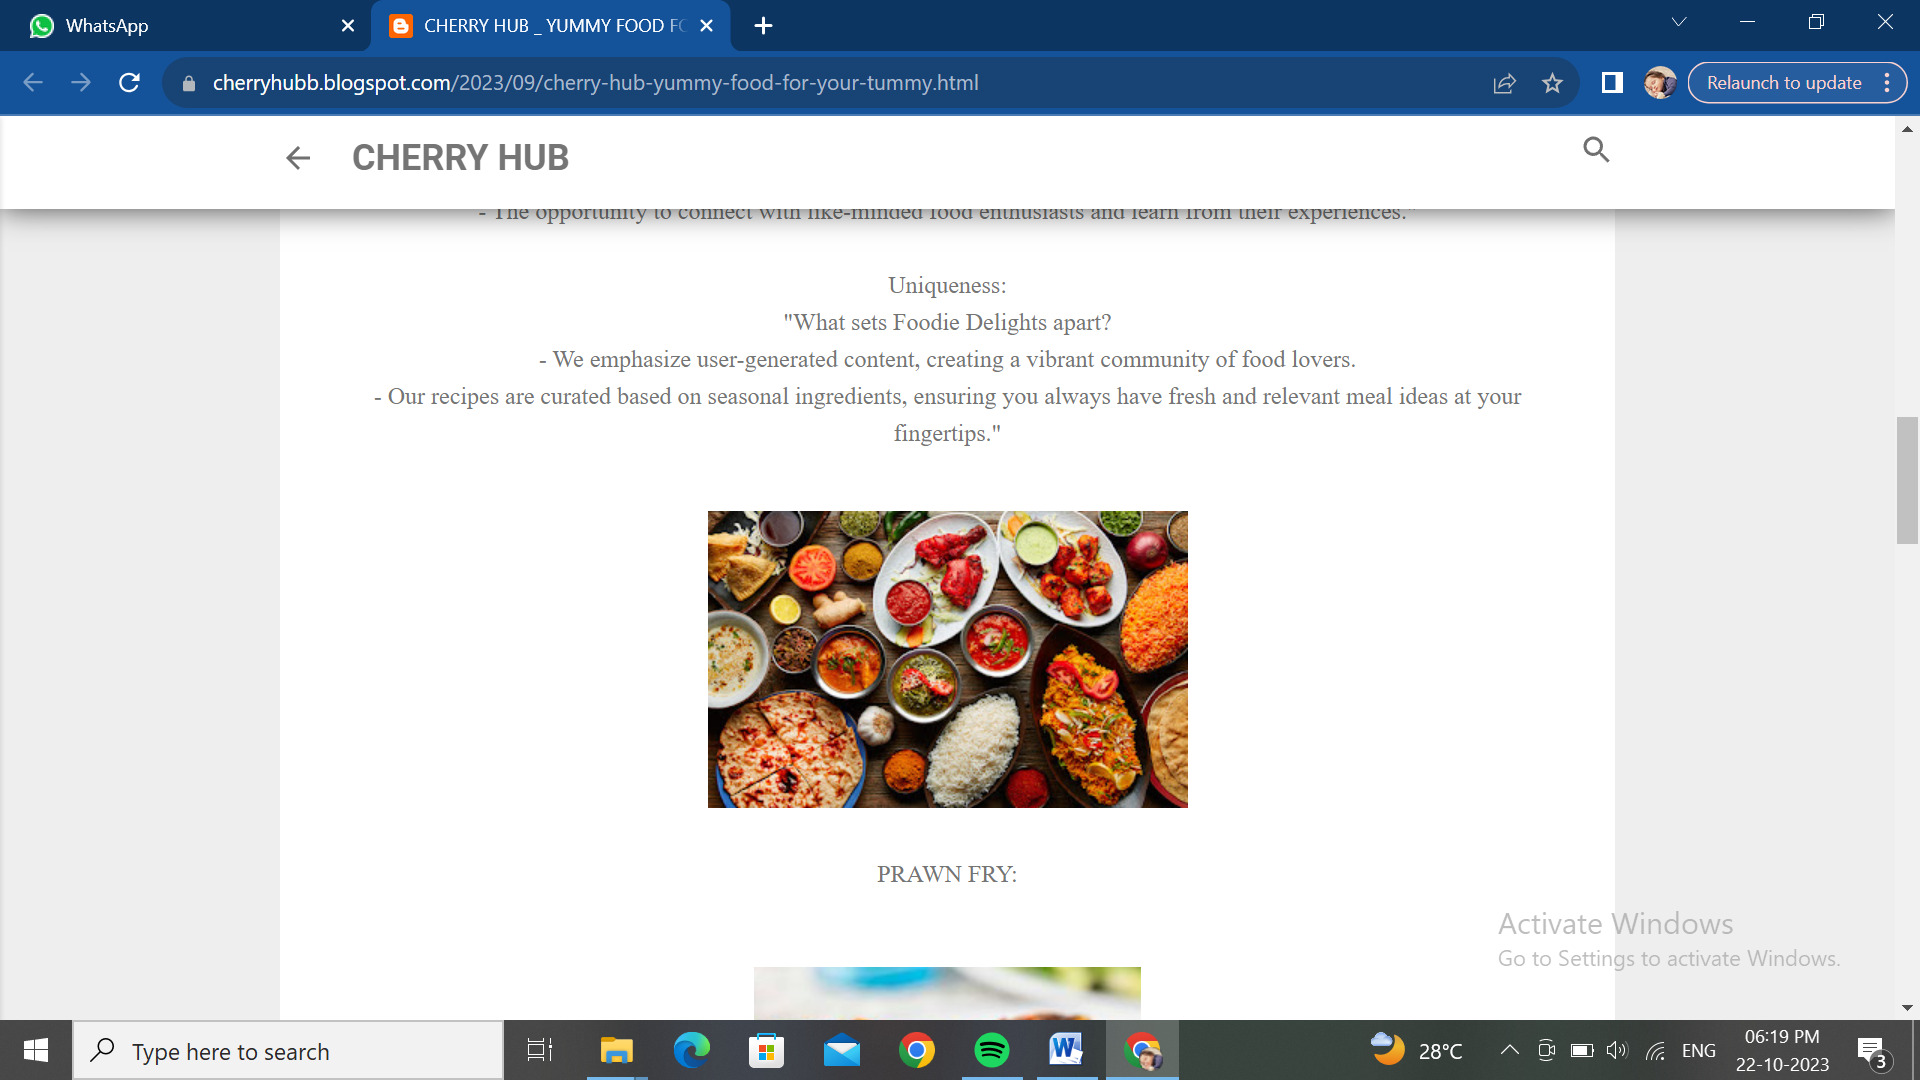 WhatsApp
CHERRY HUB _ YUMMY FOOD FO
cherryhubb.blogspot.com/2023/09/cherry-hub-yummy-food-for-your-tummy.html
Relaunch to update
CHERRY HUB
- The opportunity to connect with like-minded food enthusiasts and learn from their experiences."
Uniqueness:
"What sets Foodie Delights apart?
- We emphasize user-generated content, creating a vibrant community of food lovers.
- Our recipes are curated based on seasonal ingredients, ensuring you always have fresh and relevant meal ideas at your
fingertips."
PRAWN FRY:
Activate Windows
Go to Settings to activate Windows.
Type here to search
28°C
ENG
06:19 PM
22-10-2023
3